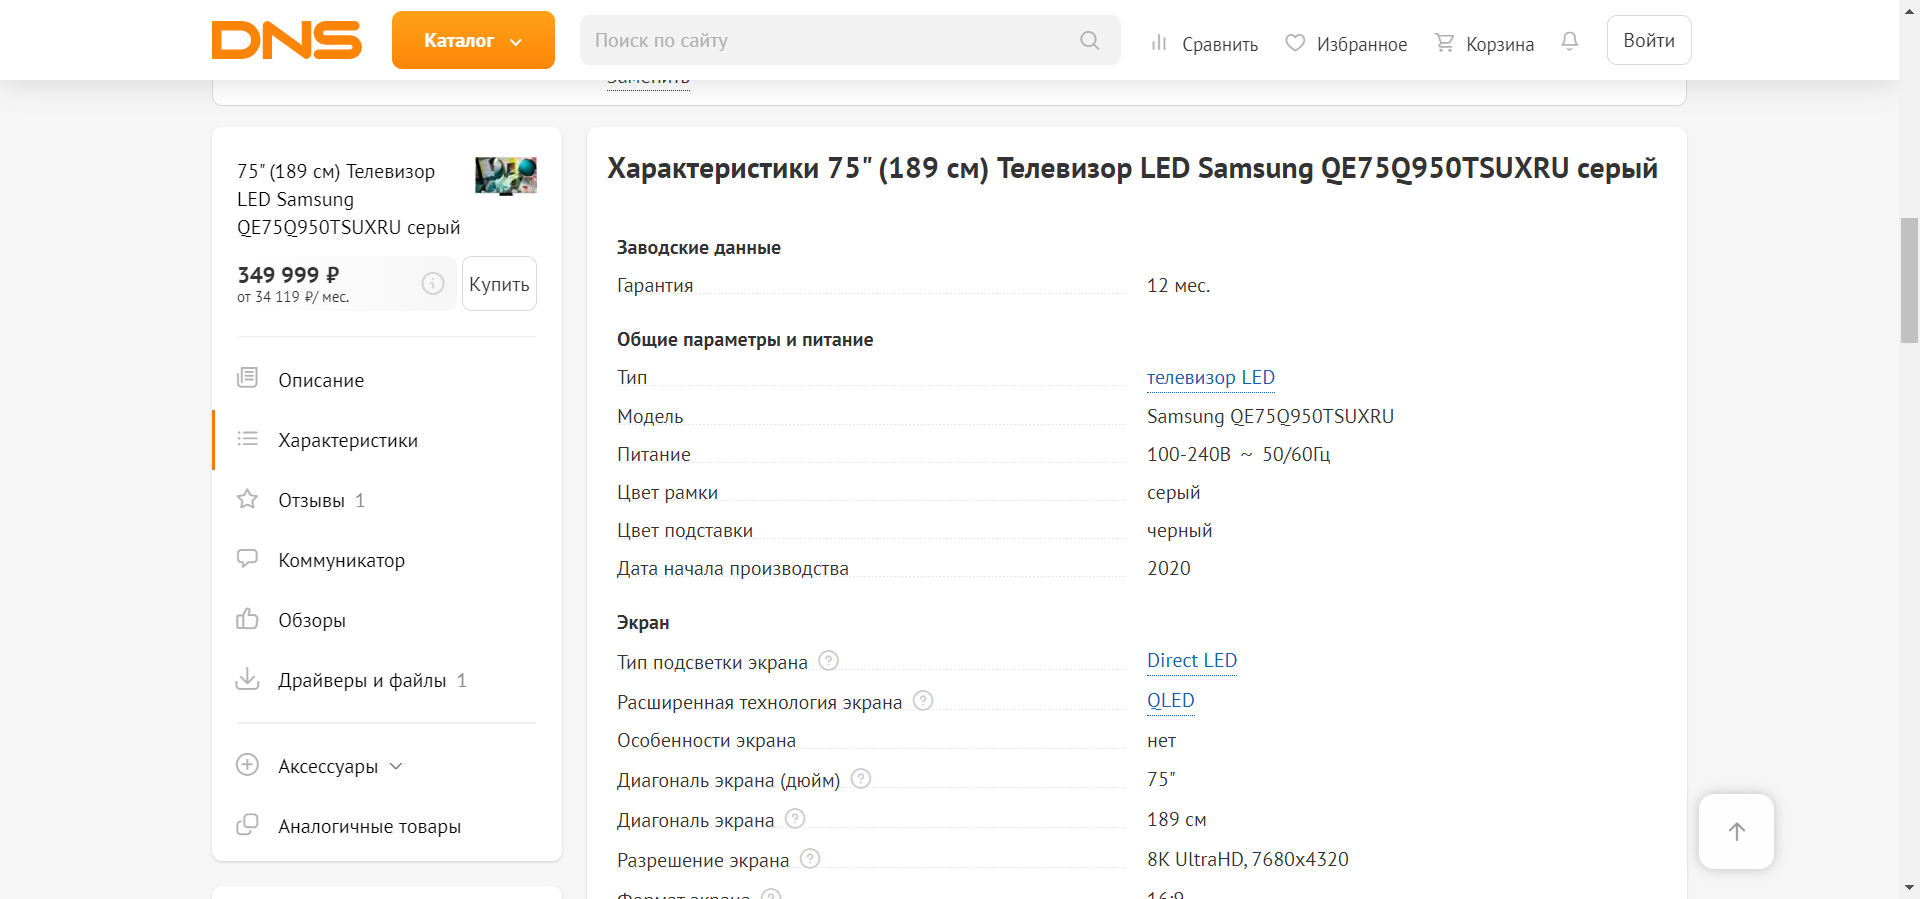 DNS
Каталог
Поиск по сайту
Сравнить
Избранное
Корзина
Войти
Заменить
75" (189 см) Телевизор
LED Samsung
QE75Q950TSUXRU серый
349 999 ₽
от 34 119 ₽/ мес.
Купить
Описание
Характеристики
Отзывы 1
Коммуникатор
Обзоры
Драйверы и файлы 1
Аксессуары
Аналогичные товары
Характеристики 75" (189 см) Телевизор LED Samsung QE75Q950TSUXRU серый
Заводские данные
Гарантия 12 мес.
Общие параметры и питание
Тип телевизор LED
Модель Samsung QE75Q950TSUXRU
Питание 100-240В ~ 50/60Гц
Цвет рамки серый
Цвет подставки черный
Дата начала производства 2020
Экран
Тип подсветки экрана ? Direct LED
Расширенная технология экрана ? QLED
Особенности экрана нет
Диагональ экрана (дюйм) ? 75"
Диагональ экрана ? 189 см
Разрешение экрана ? 8K UltraHD, 7680x4320
Формат экрана ? 16:9